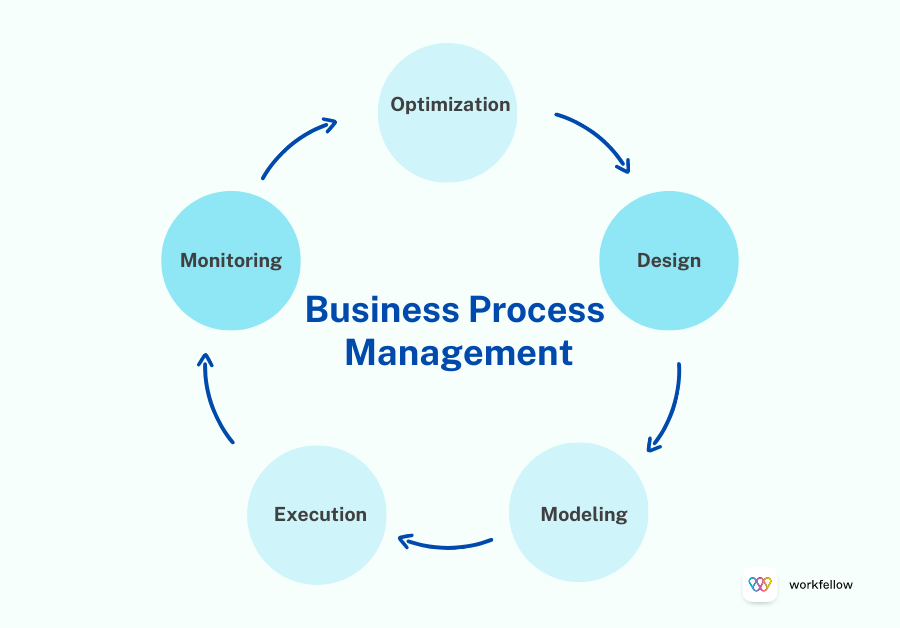 Optimization
Monitoring
Design
Business Process
Management
Execution
Modeling
workfellow